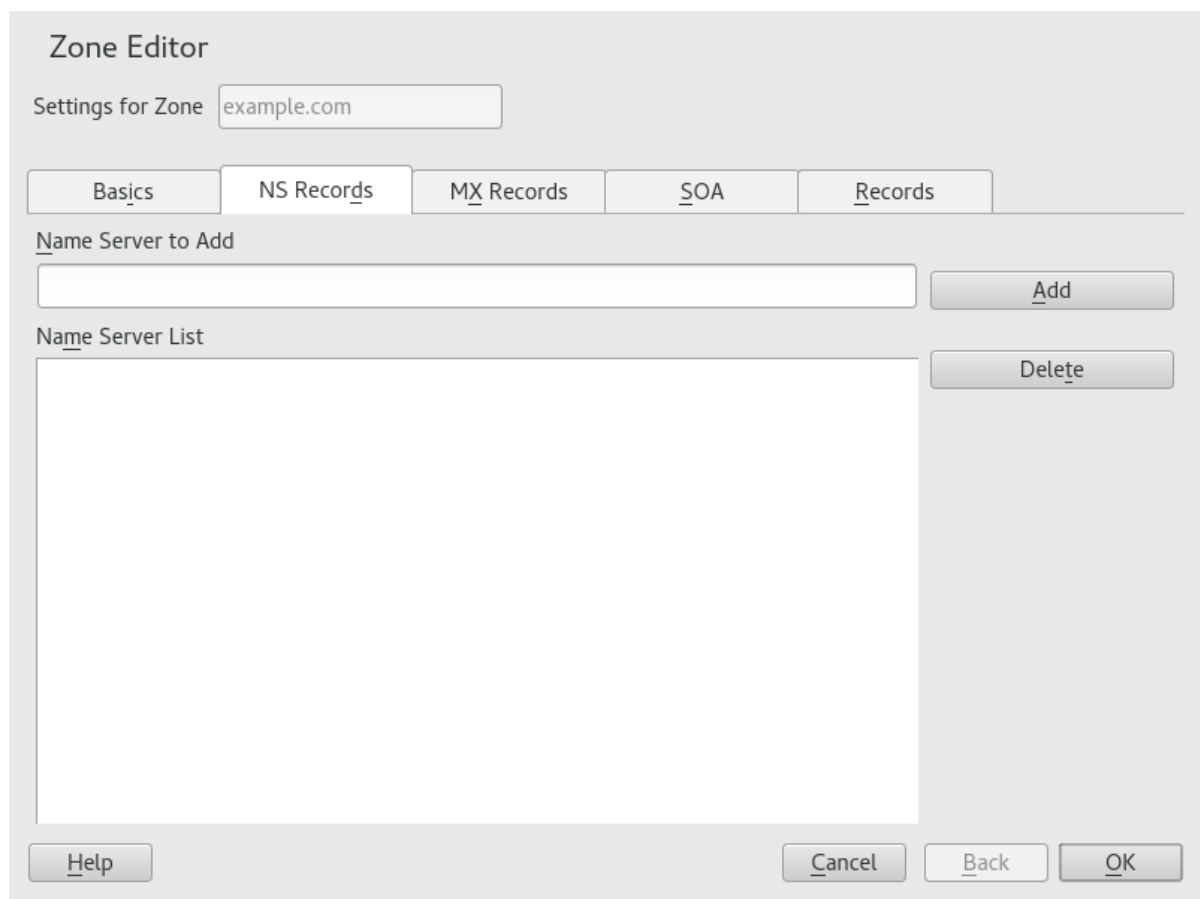 Zone Editor
Settings for Zone example.com
Basics NS Records MX Records SOA Records
Name Server to Add
Add
Name Server List
Delete
Help Cancel Back OK